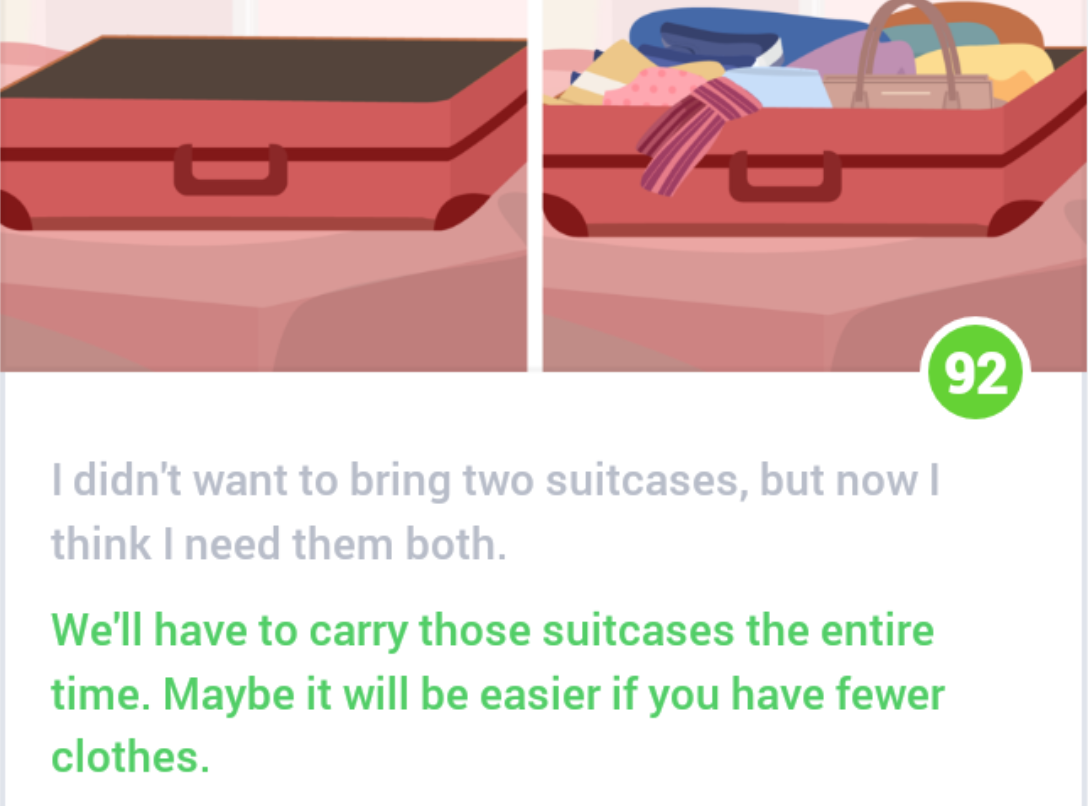 92
I didn't want to bring two suitcases, but now I
think I need them both.
We'll have to carry those suitcases the entire
time. Maybe it will be easier if you have fewer
clothes.